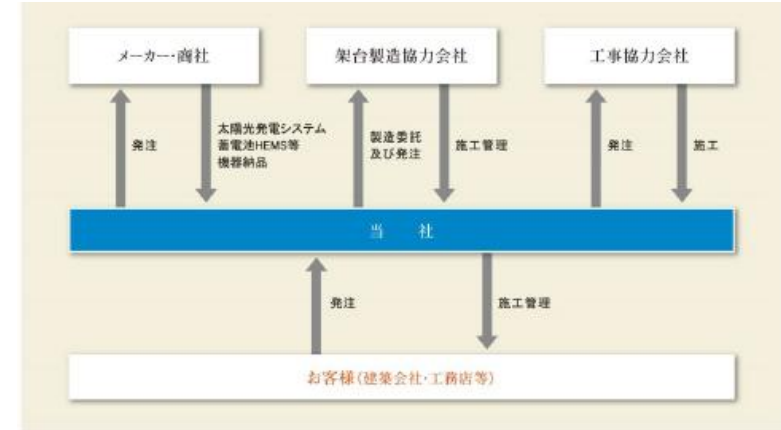 メーカー・商社
架台製造協力会社
工事協力会社
発注
太陽光発電システム
蓄電池HEMS等
機器納品
製造委託
及び発注
施工管理
発注
施工
当 社
発注
施工管理
お客様(建築会社・工務店等)